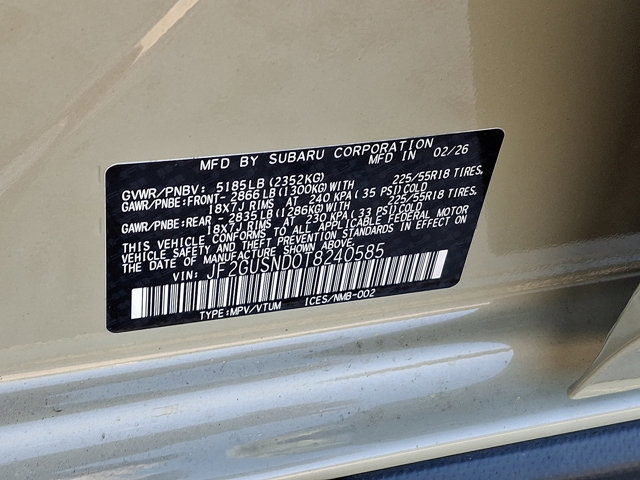 MFD BY SUBARU CORPORATION
MFD IN 02/26
GVWR/PNBV: 5185LB(2352KG)
GAWR/PNBE:FRONT- 2866LB(1300KG)WITH 225/55R18 TIRES,
18X7J RIMS AT 240 KPA(35 PSI)COLD
GAWR/PNBE:REAR - 2835LB(1286KG)WITH 225/55R18 TIRES,
18X7J RIMS AT 230 KPA(33 PSI)COLD
THIS VEHICLE CONFORMS TO ALL APPLICABLE FEDERAL MOTOR
VEHICLE SAFETY AND THEFT PREVENTION STANDARDS IN EFFECT ON
THE DATE OF MANUFACTURE SHOWN ABOVE.
VIN: JF2GUSND0T8240585
TYPE:MPV/VTUM ICES/NMB-002